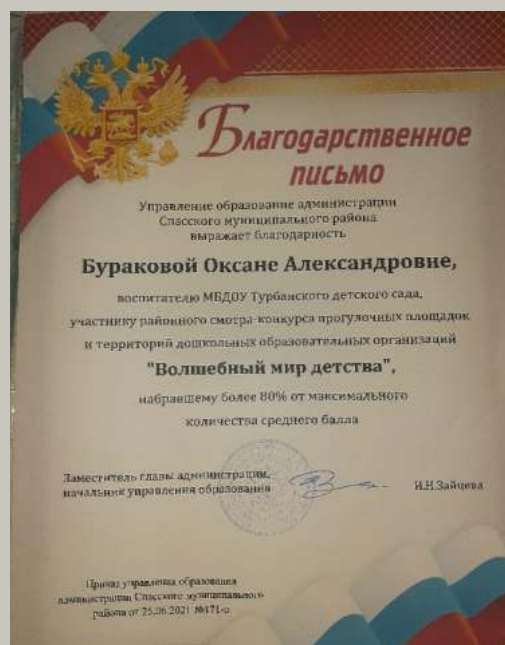 Благодарственное
письмо
Управление образование администрации
Спасского муниципального района
выражает благодарность
Бураковой Оксане Александровне,
воспитателю МБДОУ Турбанского детского сада,
участнику районного смотра-конкурса прогулочных площадок
и территорий дошкольных образовательных организаций
"Волшебный мир детства",
набравшему более 80% от максимального
количества среднего балла
Заместитель главы администрации,
начальник управления образования
И.Н.Зайцева
Приказ управления образования
администрации Спасского муниципального
района от 25.06.2021 №171-о